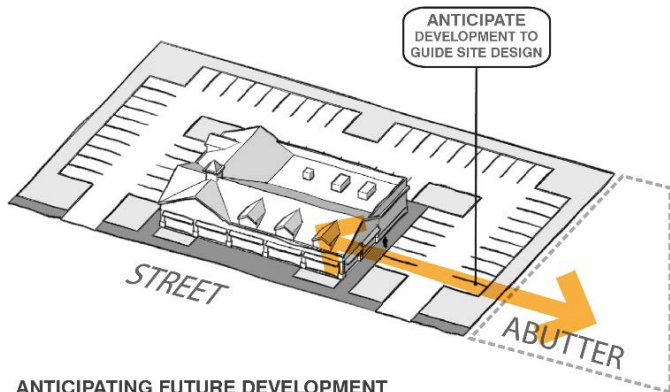 ANTICIPATE
DEVELOPMENT TO
GUIDE SITE DESIGN
STREET
ABUTTER
ANTICIPATING FUTURE DEVELOPMENT